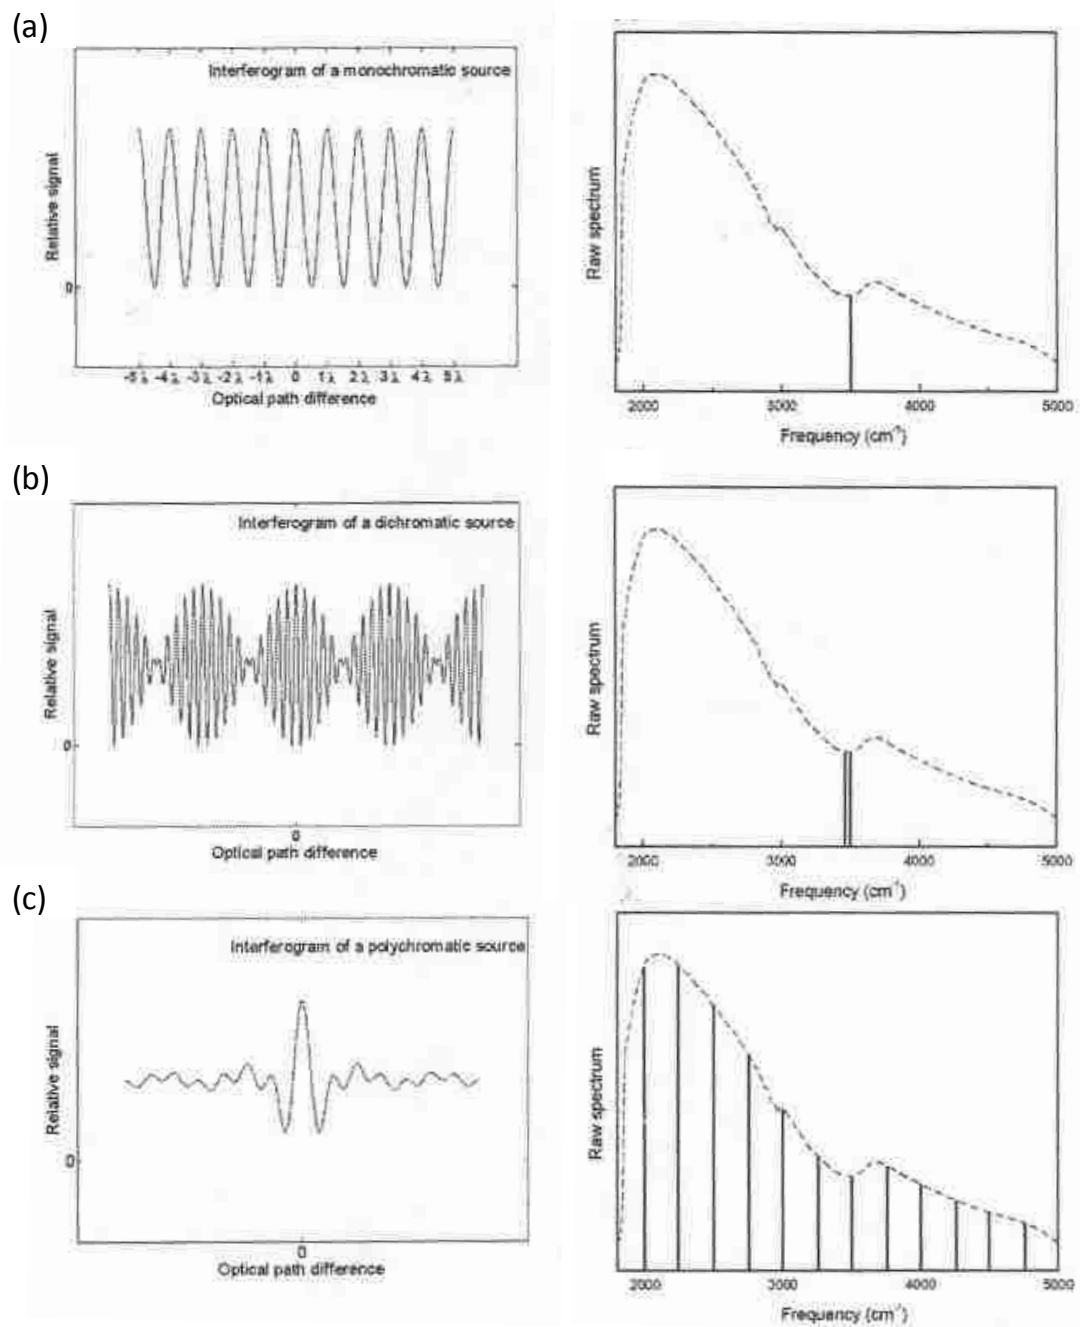 (a)
Interferogram of a monochromatic source
Relative signal
0
-5λ -4λ -3λ -2λ -1λ 0 1λ 2λ 3λ 4λ 5λ
Optical path difference
Raw spectrum
2000 3000 4000 5000
Frequency (cm⁻¹)
(b)
Interferogram of a dichromatic source
Relative signal
0
0
Optical path difference
Raw spectrum
2000 3000 4000 5000
Frequency (cm⁻¹)
(c)
Interferogram of a polychromatic source
Relative signal
0
0
Optical path difference
Raw spectrum
2000 3000 4000 5000
Frequency (cm⁻¹)